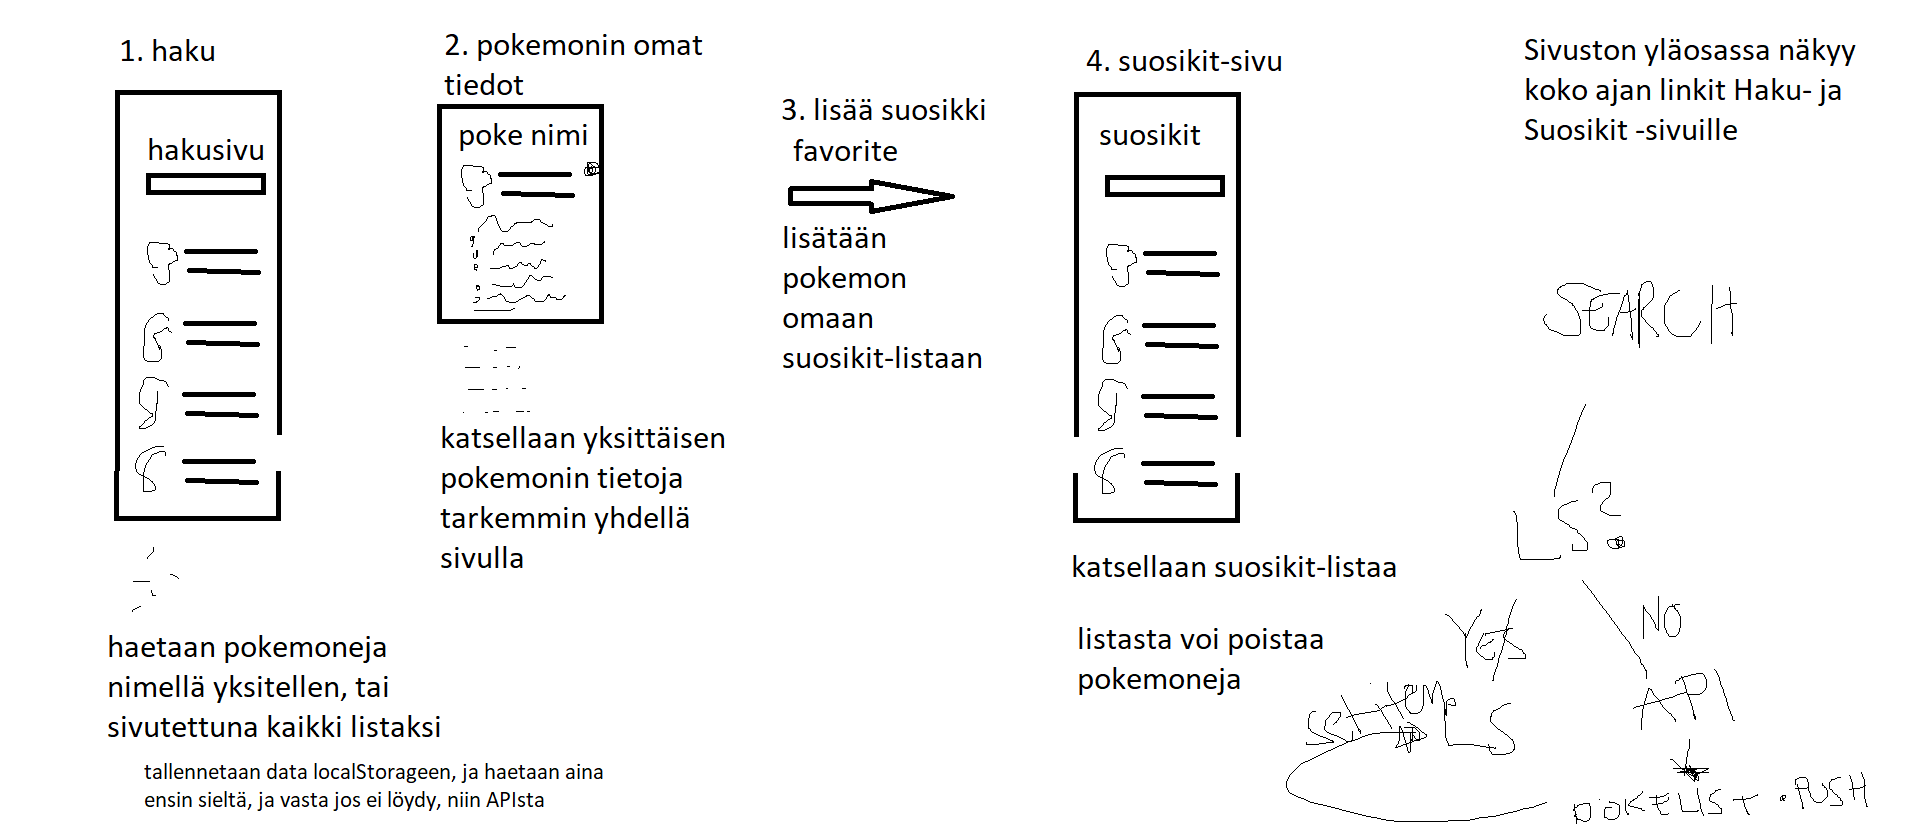 1. haku
hakusivu
haetaan pokemoneja
nimellä yksitellen, tai
sivutettuna kaikki listaksi
tallennetaan data localStorageen, ja haetaan aina
ensin sieltä, ja vasta jos ei löydy, niin APIsta
2. pokemonin omat
tiedot
poke nimi
katsellaan yksittäisen
pokemonin tietoja
tarkemmin yhdellä
sivulla
3. lisää suosikki
favorite
lisätään
pokemon
omaan
suosikit-listaan
4. suosikit-sivu
suosikit
katsellaan suosikit-listaa
listasta voi poistaa
pokemoneja
Sivuston yläosassa näkyy
koko ajan linkit Haku- ja
Suosikit -sivuille
SEARCH
LS?
YES
NO
SETITEM
LS
API
POKELIST.PUSH